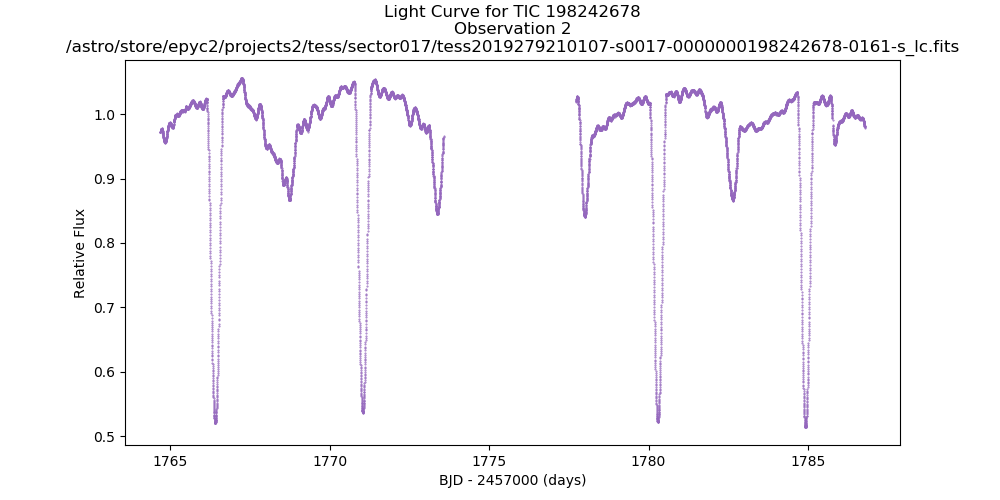 Light Curve for TIC 198242678
Observation 2
/astro/store/epyc2/projects2/tess/sector017/tess2019279210107-s0017-0000000198242678-0161-s_lc.fits
1.0
0.9
0.8
0.7
0.6
0.5
Relative Flux
1765
1770
1775
1780
1785
BJD - 2457000 (days)